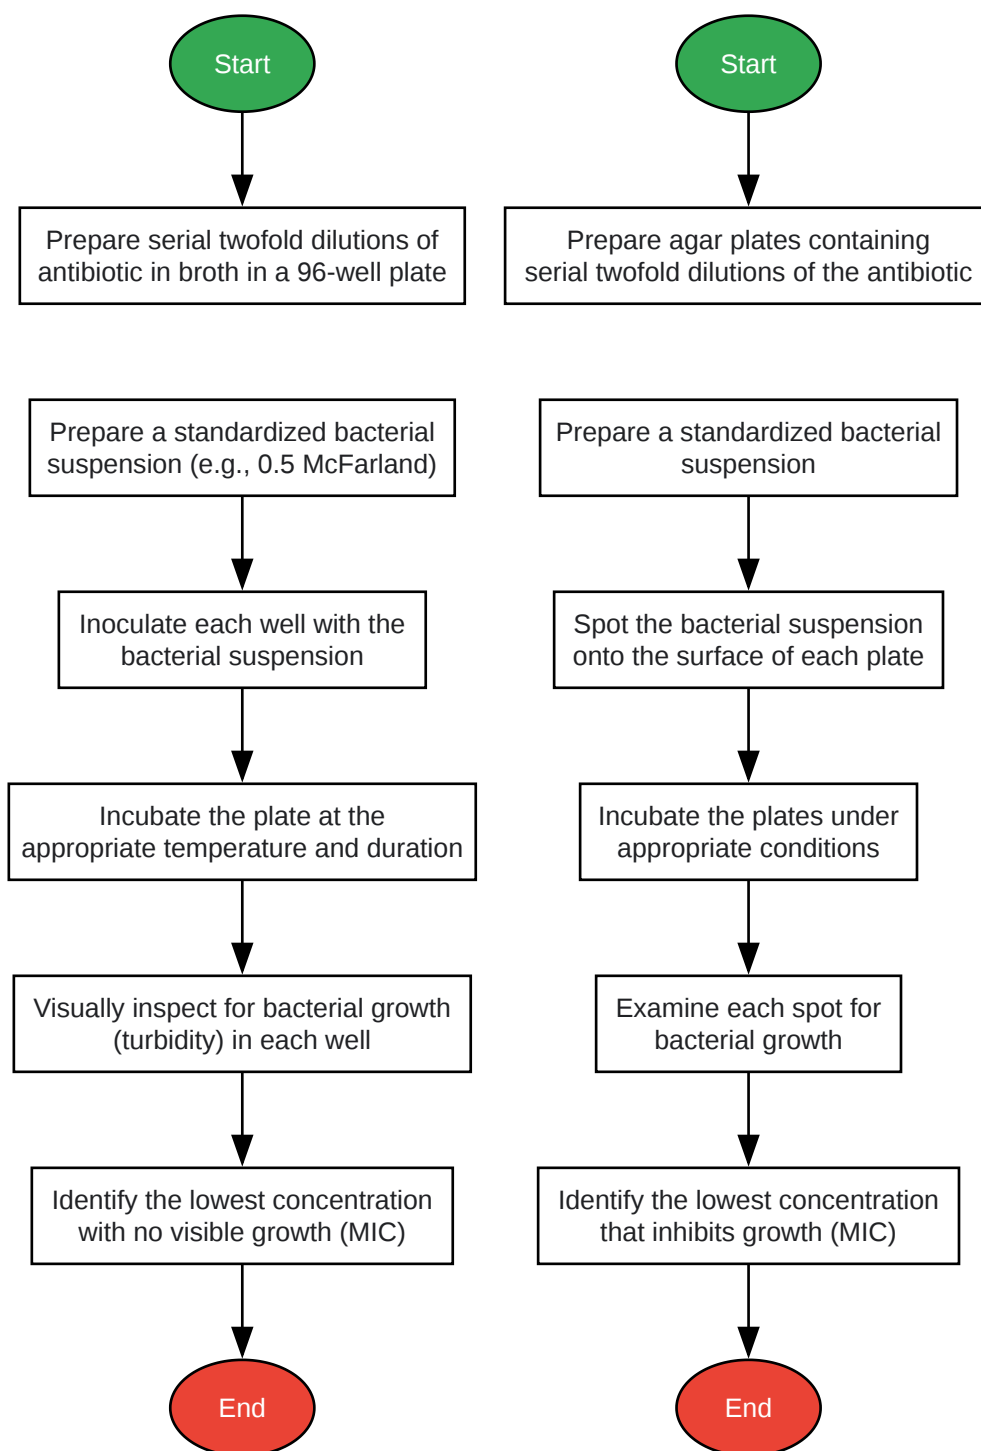 Start
Prepare serial twofold dilutions of
antibiotic in broth in a 96-well plate
Prepare a standardized bacterial
suspension (e.g., 0.5 McFarland)
Inoculate each well with the
bacterial suspension
Incubate the plate at the
appropriate temperature and duration
Visually inspect for bacterial growth
(turbidity) in each well
Identify the lowest concentration
with no visible growth (MIC)
End
Start
Prepare agar plates containing
serial twofold dilutions of the antibiotic
Prepare a standardized bacterial
suspension
Spot the bacterial suspension
onto the surface of each plate
Incubate the plates under
appropriate conditions
Examine each spot for
bacterial growth
Identify the lowest concentration
that inhibits growth (MIC)
End